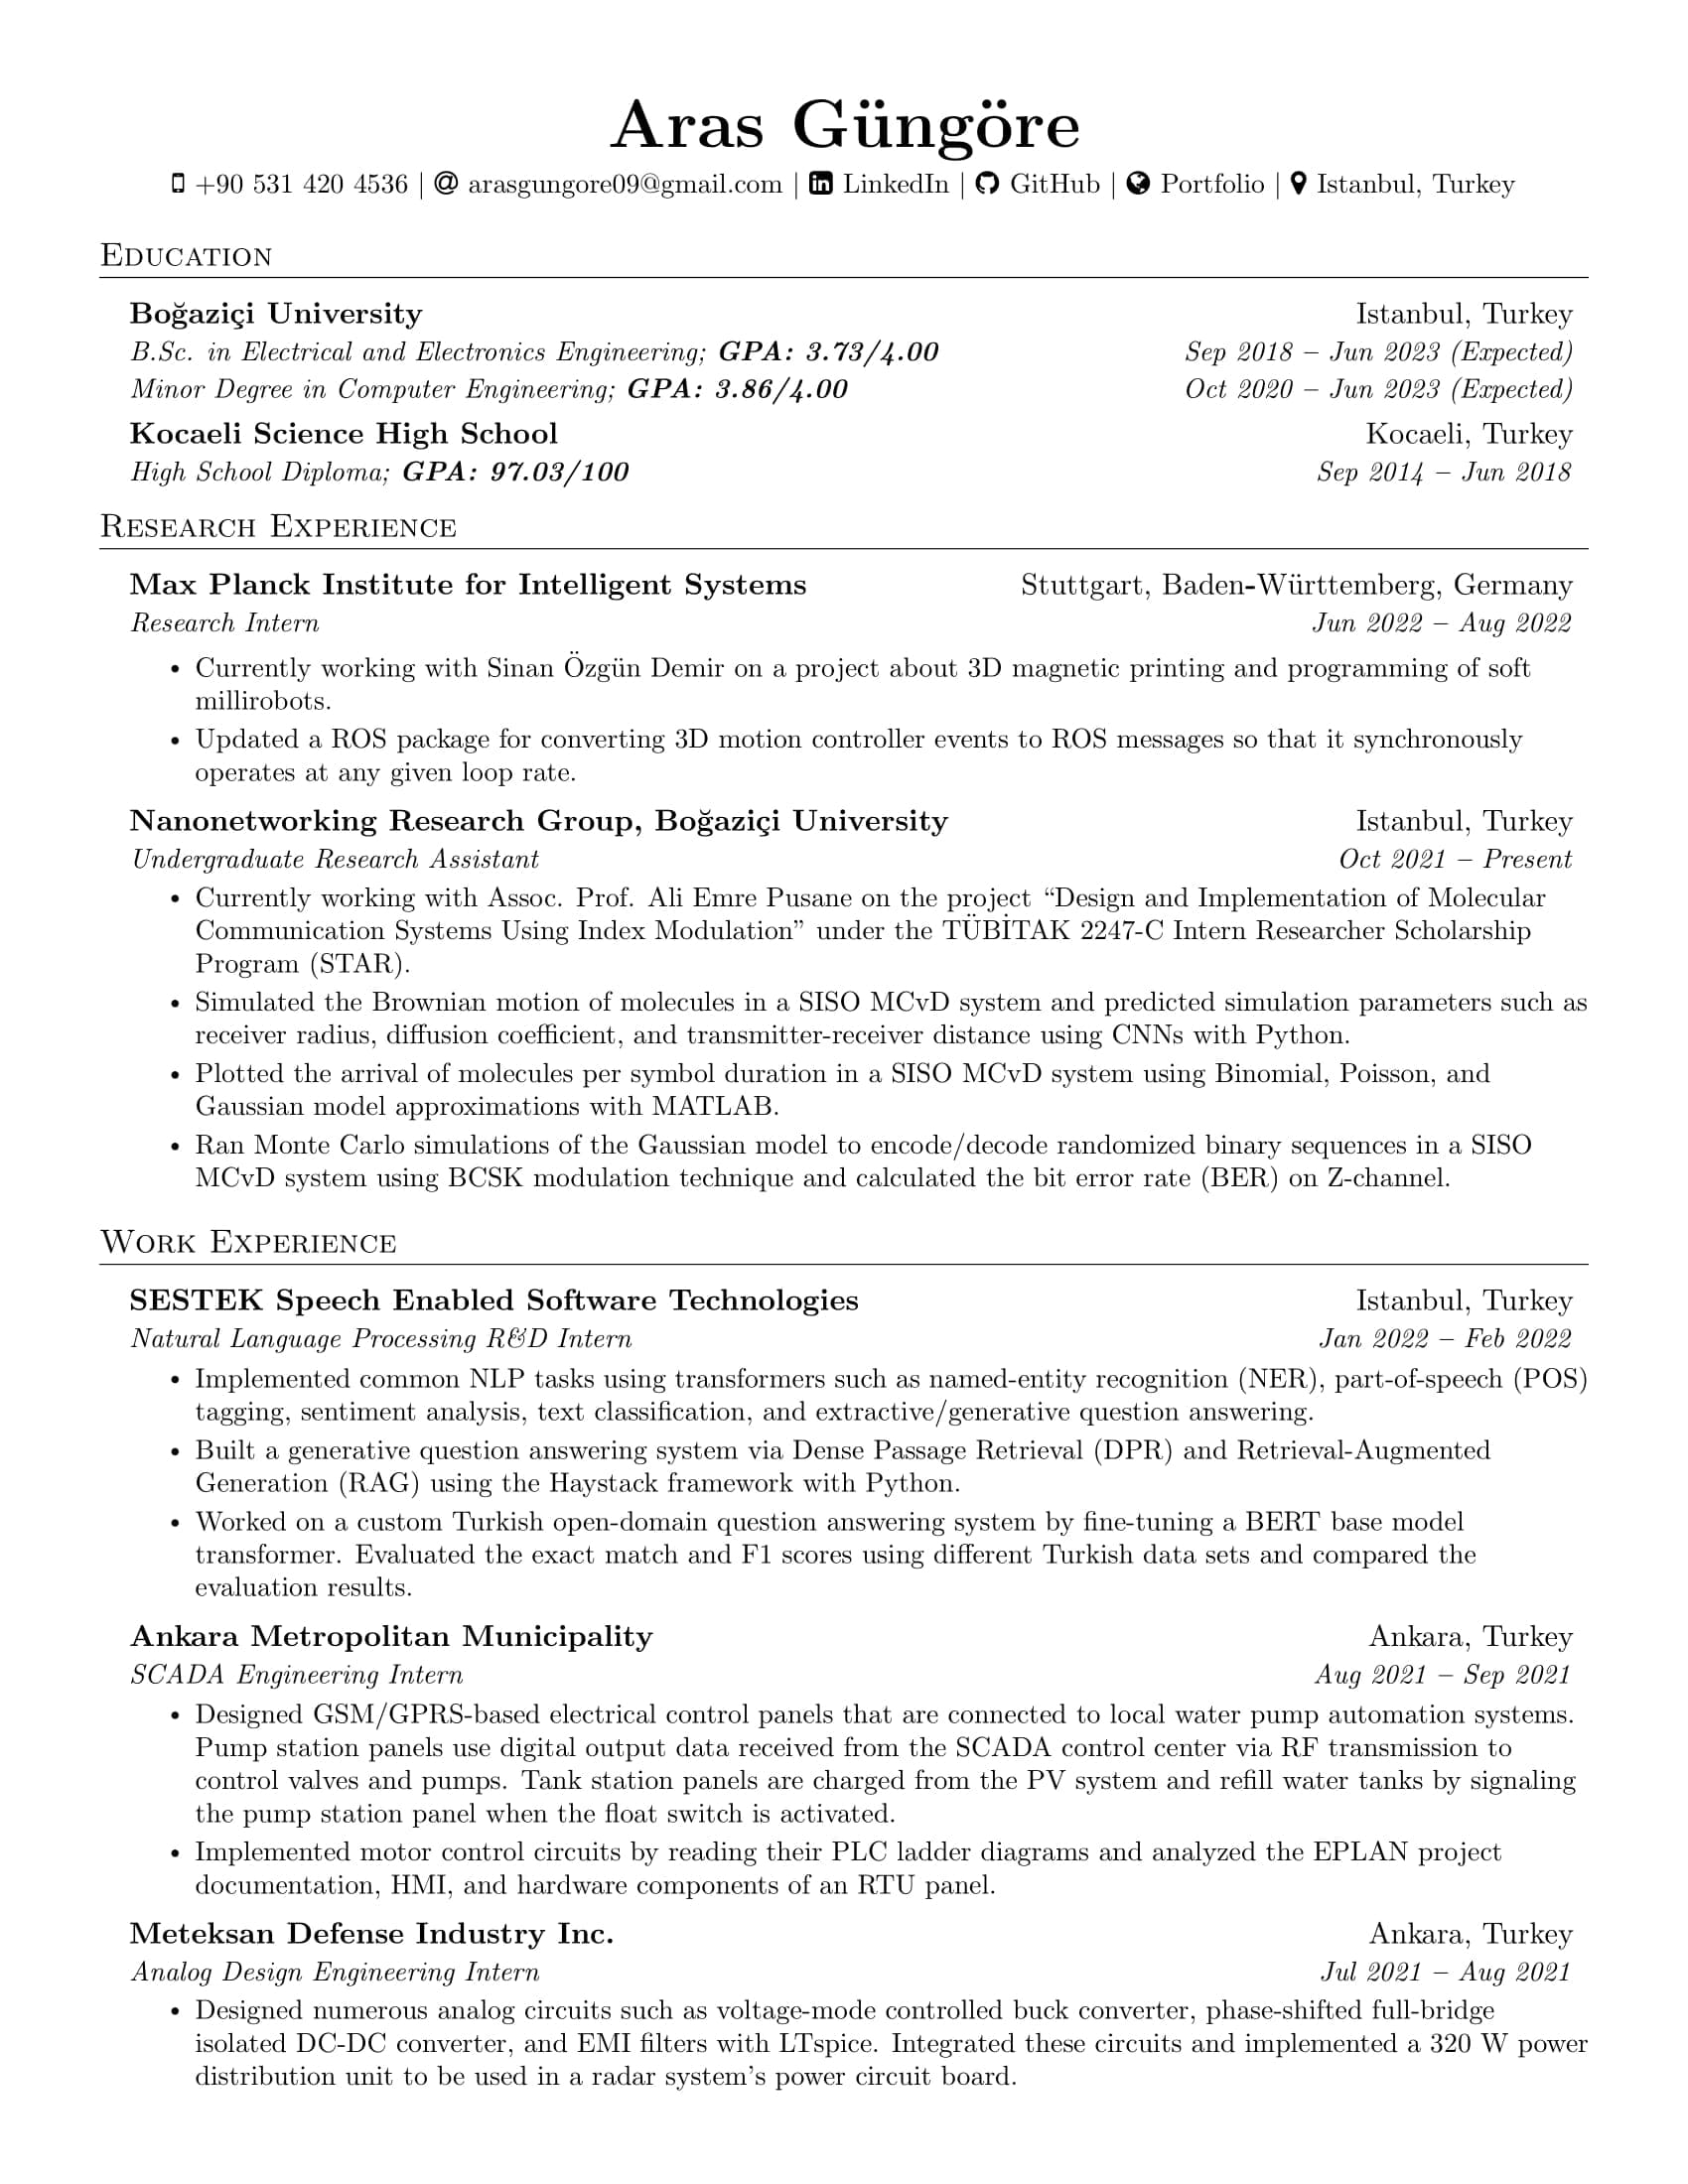 Aras Güngöre
+90 531 420 4536 | @ arasgungore09@gmail.com | in LinkedIn | GitHub | Portfolio | Istanbul, Turkey
Education
Boğaziçi University Istanbul, Turkey
B.Sc. in Electrical and Electronics Engineering; GPA: 3.73/4.00 Sep 2018 – Jun 2023 (Expected)
Minor Degree in Computer Engineering; GPA: 3.86/4.00 Oct 2020 – Jun 2023 (Expected)
Kocaeli Science High School Kocaeli, Turkey
High School Diploma; GPA: 97.03/100 Sep 2014 – Jun 2018
Research Experience
Max Planck Institute for Intelligent Systems Stuttgart, Baden-Württemberg, Germany
Research Intern Jun 2022 – Aug 2022
• Currently working with Sinan Özgün Demir on a project about 3D magnetic printing and programming of soft
millirobots.
• Updated a ROS package for converting 3D motion controller events to ROS messages so that it synchronously
operates at any given loop rate.
Nanonetworking Research Group, Boğaziçi University Istanbul, Turkey
Undergraduate Research Assistant Oct 2021 – Present
• Currently working with Assoc. Prof. Ali Emre Pusane on the project “Design and Implementation of Molecular
Communication Systems Using Index Modulation” under the TÜBİTAK 2247-C Intern Researcher Scholarship
Program (STAR).
• Simulated the Brownian motion of molecules in a SISO MCvD system and predicted simulation parameters such as
receiver radius, diffusion coefficient, and transmitter-receiver distance using CNNs with Python.
• Plotted the arrival of molecules per symbol duration in a SISO MCvD system using Binomial, Poisson, and
Gaussian model approximations with MATLAB.
• Ran Monte Carlo simulations of the Gaussian model to encode/decode randomized binary sequences in a SISO
MCvD system using BCSK modulation technique and calculated the bit error rate (BER) on Z-channel.
Work Experience
SESTEK Speech Enabled Software Technologies Istanbul, Turkey
Natural Language Processing R&D Intern Jan 2022 – Feb 2022
• Implemented common NLP tasks using transformers such as named-entity recognition (NER), part-of-speech (POS)
tagging, sentiment analysis, text classification, and extractive/generative question answering.
• Built a generative question answering system via Dense Passage Retrieval (DPR) and Retrieval-Augmented
Generation (RAG) using the Haystack framework with Python.
• Worked on a custom Turkish open-domain question answering system by fine-tuning a BERT base model
transformer. Evaluated the exact match and F1 scores using different Turkish data sets and compared the
evaluation results.
Ankara Metropolitan Municipality Ankara, Turkey
SCADA Engineering Intern Aug 2021 – Sep 2021
• Designed GSM/GPRS-based electrical control panels that are connected to local water pump automation systems.
Pump station panels use digital output data received from the SCADA control center via RF transmission to
control valves and pumps. Tank station panels are charged from the PV system and refill water tanks by signaling
the pump station panel when the float switch is activated.
• Implemented motor control circuits by reading their PLC ladder diagrams and analyzed the EPLAN project
documentation, HMI, and hardware components of an RTU panel.
Meteksan Defense Industry Inc. Ankara, Turkey
Analog Design Engineering Intern Jul 2021 – Aug 2021
• Designed numerous analog circuits such as voltage-mode controlled buck converter, phase-shifted full-bridge
isolated DC-DC converter, and EMI filters with LTspice. Integrated these circuits and implemented a 320 W power
distribution unit to be used in a radar system's power circuit board.